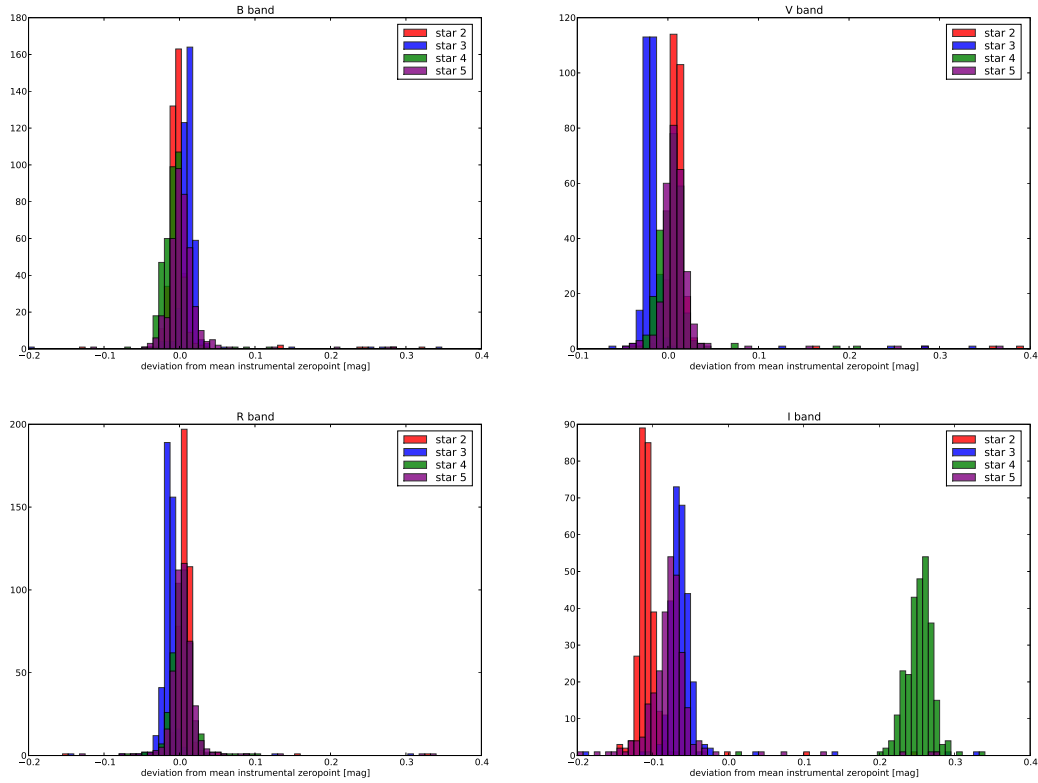 B band
180
160
140
120
100
80
60
40
20
0
−0.2 −0.1 0.0 0.1 0.2 0.3 0.4
deviation from mean instrumental zeropoint [mag]
star 2
star 3
star 4
star 5
V band
120
100
80
60
40
20
0
−0.1 0.0 0.1 0.2 0.3 0.4
deviation from mean instrumental zeropoint [mag]
star 2
star 3
star 4
star 5
R band
200
150
100
50
0
−0.2 −0.1 0.0 0.1 0.2 0.3 0.4
deviation from mean instrumental zeropoint [mag]
star 2
star 3
star 4
star 5
I band
90
80
70
60
50
40
30
20
10
0
−0.2 −0.1 0.0 0.1 0.2 0.3 0.4
deviation from mean instrumental zeropoint [mag]
star 2
star 3
star 4
star 5